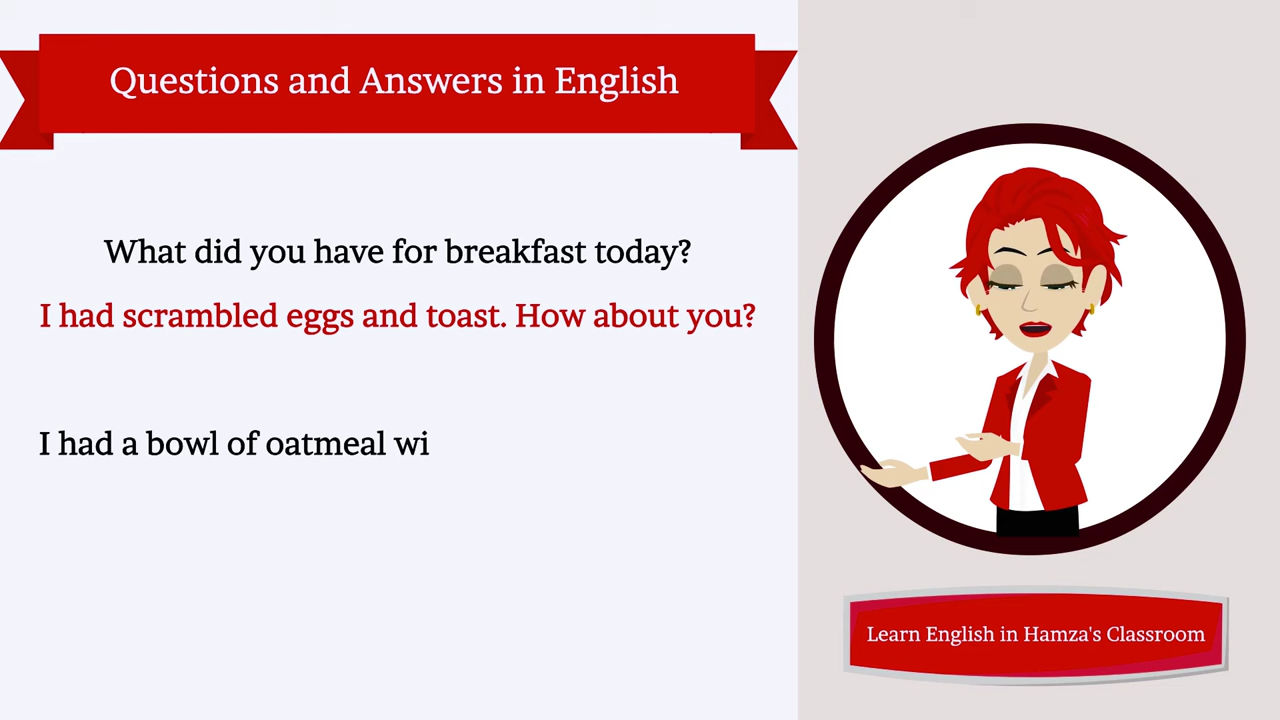 Questions and Answers in English
What did you have for breakfast today?
I had scrambled eggs and toast. How about you?
I had a bowl of oatmeal wi
Learn English in Hamza's Classroom